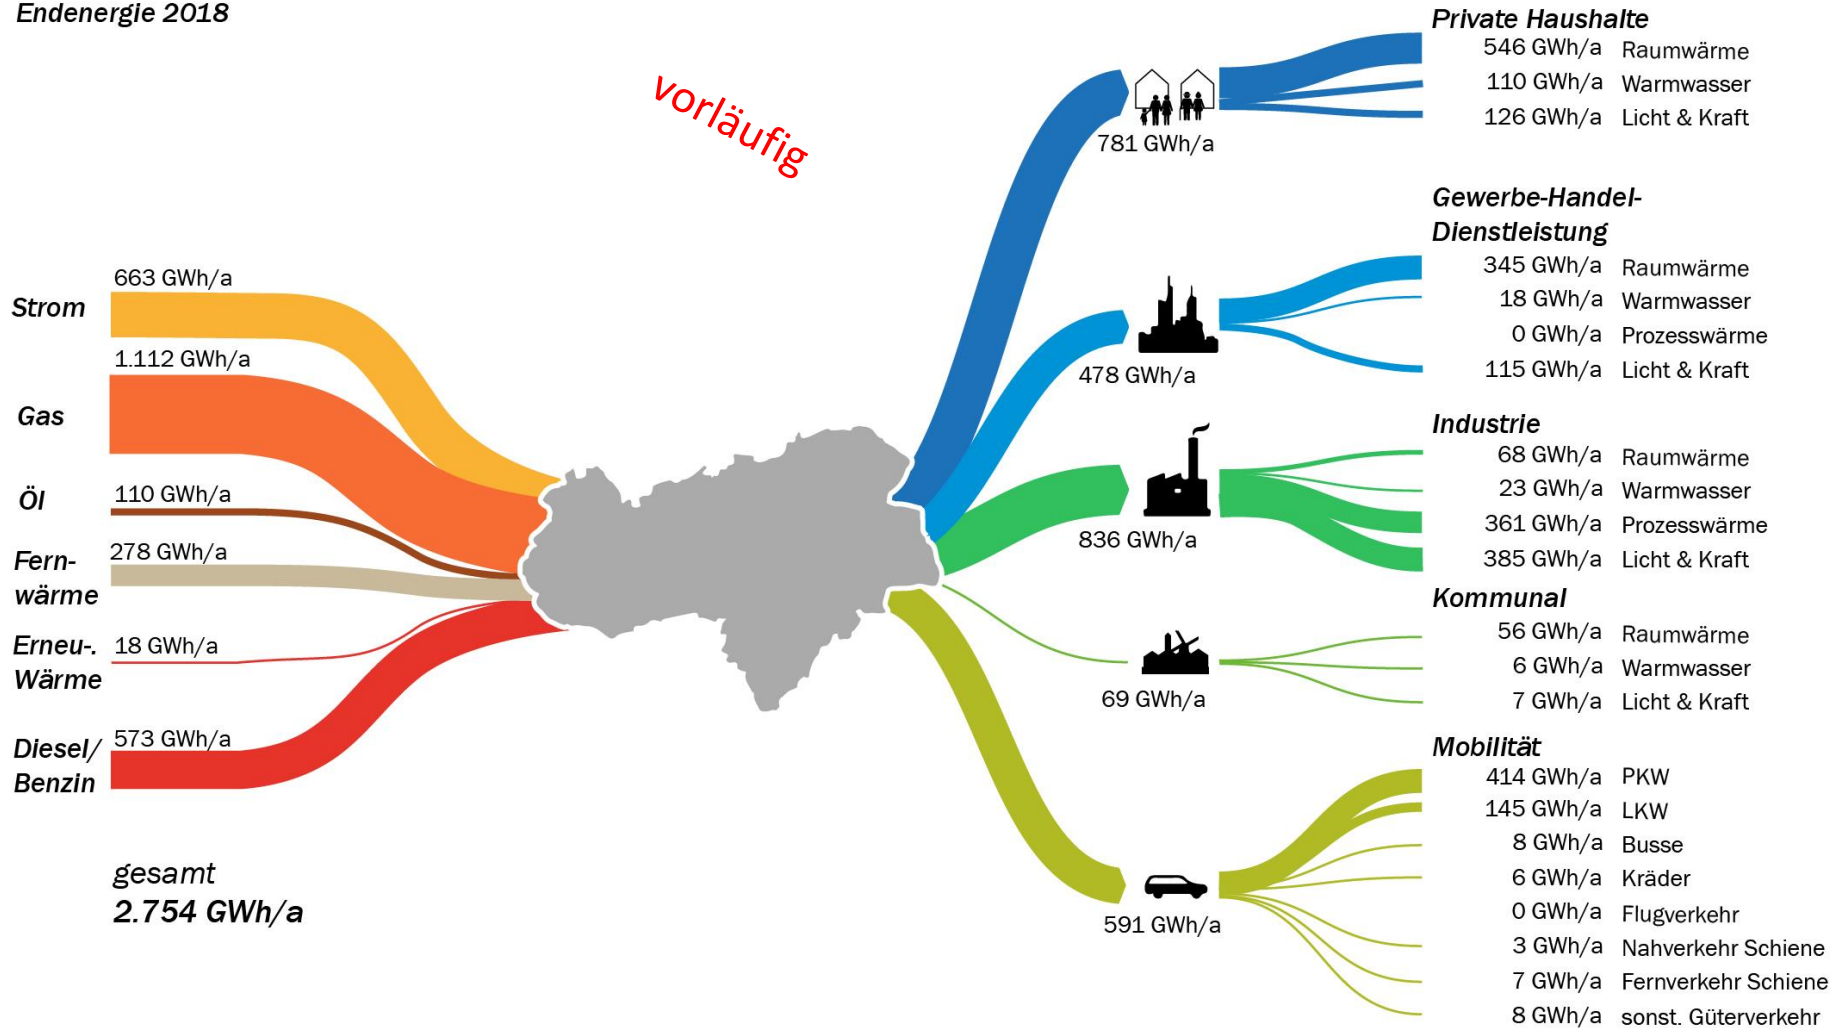 Endenergie 2018
vorläufig
663 GWh/a
Strom
1.112 GWh/a
Gas
110 GWh/a
Öl
278 GWh/a
Fern-
wärme
18 GWh/a
Erneu-.
Wärme
573 GWh/a
Diesel/
Benzin
gesamt
2.754 GWh/a
781 GWh/a
478 GWh/a
836 GWh/a
69 GWh/a
591 GWh/a
Private Haushalte
546 GWh/a Raumwärme
110 GWh/a Warmwasser
126 GWh/a Licht & Kraft
Gewerbe-Handel-
Dienstleistung
345 GWh/a Raumwärme
18 GWh/a Warmwasser
0 GWh/a Prozesswärme
115 GWh/a Licht & Kraft
Industrie
68 GWh/a Raumwärme
23 GWh/a Warmwasser
361 GWh/a Prozesswärme
385 GWh/a Licht & Kraft
Kommunal
56 GWh/a Raumwärme
6 GWh/a Warmwasser
7 GWh/a Licht & Kraft
Mobilität
414 GWh/a PKW
145 GWh/a LKW
8 GWh/a Busse
6 GWh/a Kräder
0 GWh/a Flugverkehr
3 GWh/a Nahverkehr Schiene
7 GWh/a Fernverkehr Schiene
8 GWh/a sonst. Güterverkehr